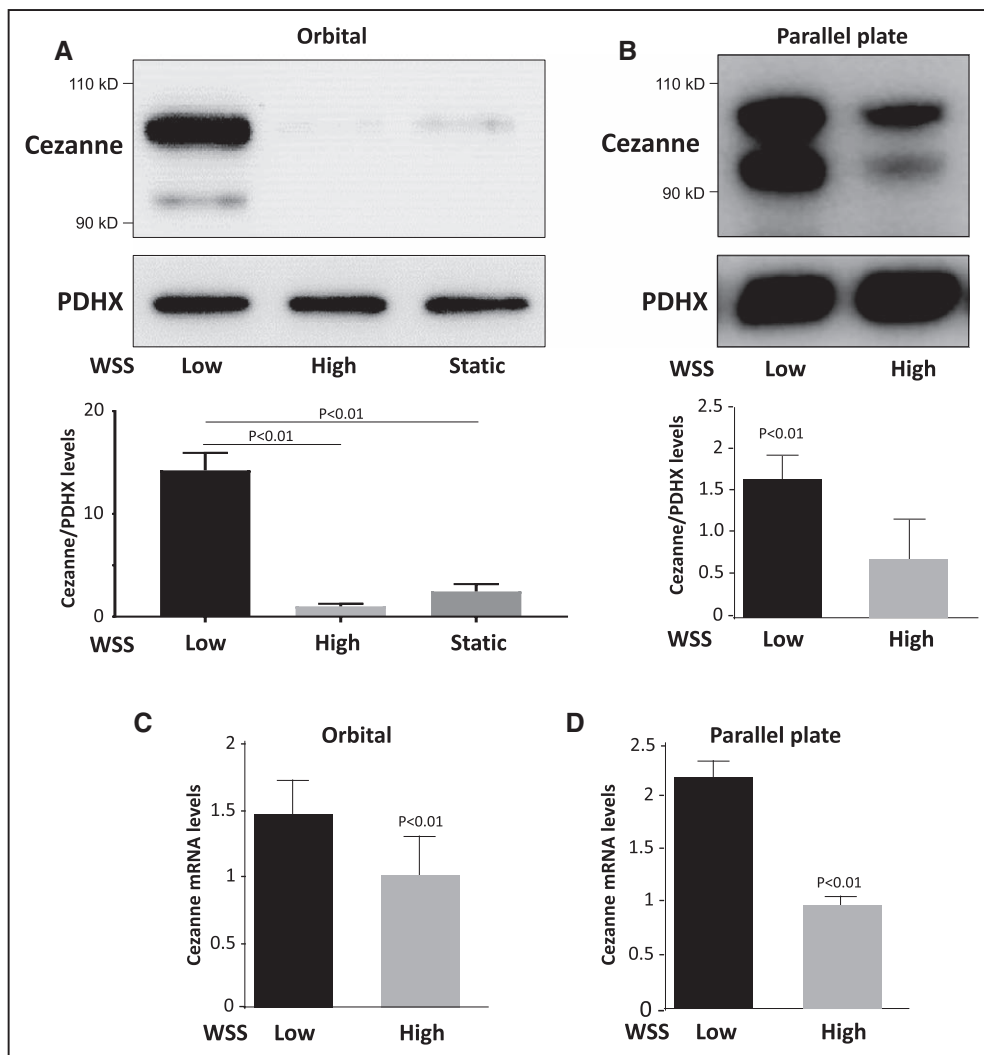 A
Orbital
110 kD
Cezanne
90 kD
PDHX
WSS Low High Static
20
10
0
Cezanne/PDHX levels
P<0.01
P<0.01
WSS Low High Static
B
Parallel plate
110 kD
Cezanne
90 kD
PDHX
WSS Low High
2.5
2
1.5
1.0
0.5
0
Cezanne/PDHX levels
P<0.01
WSS Low High
C
Orbital
2
1.5
1
0.5
0
Cezanne mRNA levels
P<0.01
WSS Low High
D
Parallel plate
2.5
2
1.5
1
0.5
0
Cezanne mRNA levels
P<0.01
WSS Low High